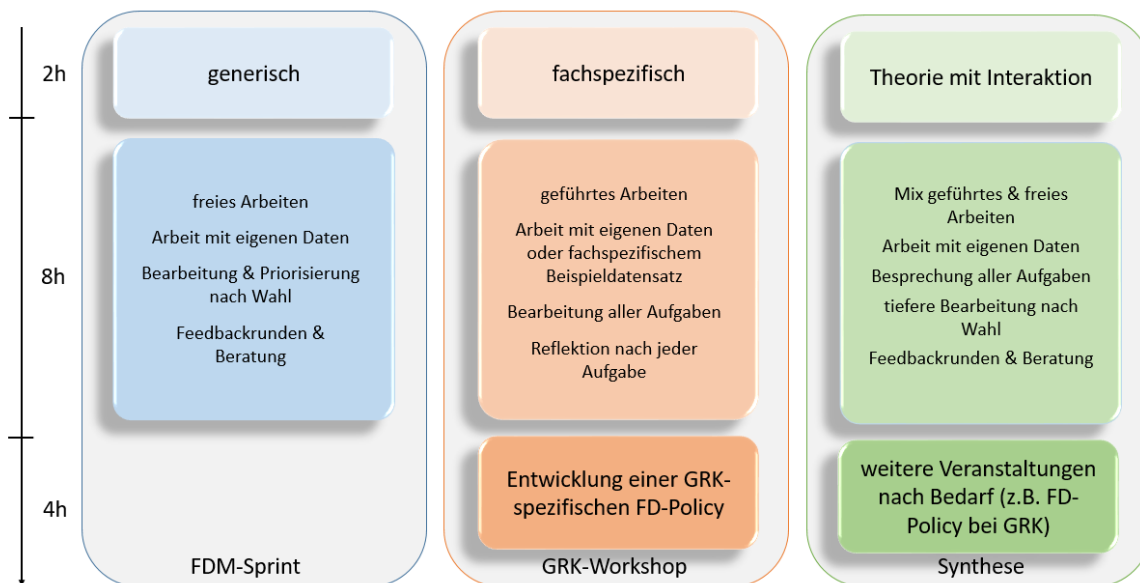 2h
generisch
fachspezifisch
Theorie mit Interaktion
8h
freies Arbeiten
Arbeit mit eigenen Daten
Bearbeitung & Priorisierung
nach Wahl
Feedbackrunden &
Beratung
geführtes Arbeiten
Arbeit mit eigenen Daten
oder fachspezifischem
Beispieldatensatz
Bearbeitung aller Aufgaben
Reflektion nach jeder
Aufgabe
Mix geführtes & freies
Arbeiten
Arbeit mit eigenen Daten
Besprechung aller Aufgaben
tiefere Bearbeitung nach
Wahl
Feedbackrunden & Beratung
4h
Entwicklung einer GRK-
spezifischen FD-Policy
weitere Veranstaltungen
nach Bedarf (z.B. FD-
Policy bei GRK)
FDM-Sprint
GRK-Workshop
Synthese